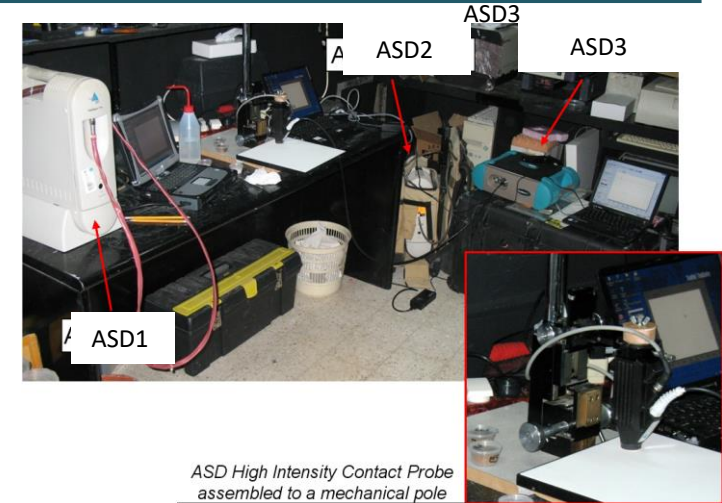 ASD3
A
ASD2
ASD3
A
ASD1
ASD High Intensity Contact Probe
assembled to a mechanical pole